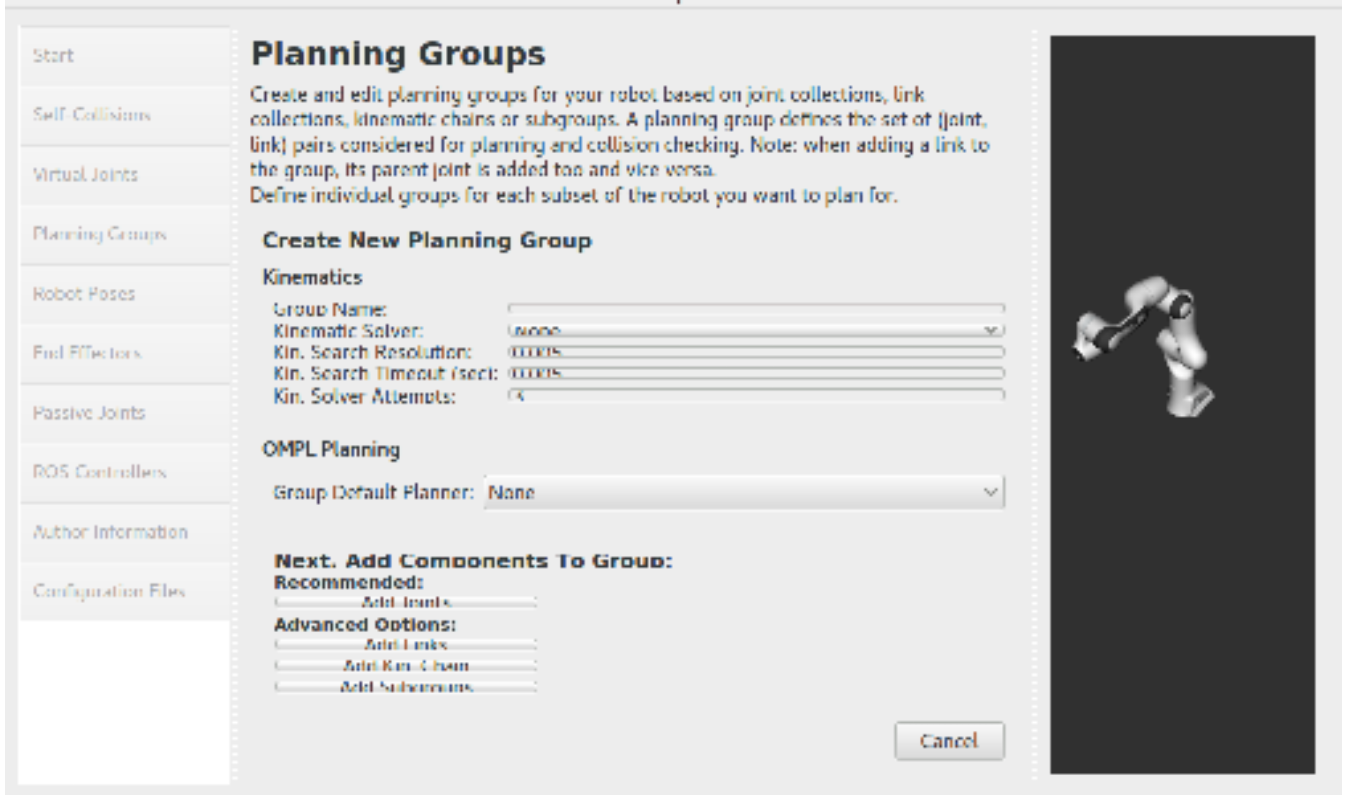 Start
Self-Collisions
Virtual Joints
Planning Groups
Robot Poses
End Effectors
Passive Joints
ROS Controllers
Author Information
Configuration Files
Planning Groups
Create and edit planning groups for your robot based on joint collections, link
collections, kinematic chains or subgroups. A planning group defines the set of (joint,
link) pairs considered for planning and collision checking. Note: when adding a link to
the group, its parent joint is added too and vice versa.
Define individual groups for each subset of the robot you want to plan for.
Create New Planning Group
Kinematics
Group Name:
Kinematic Solver: None
Kin. Search Resolution:
Kin. Search Timeout (sec):
Kin. Solver Attempts:
OMPL Planning
Group Default Planner: None
Next, Add Components To Group:
Recommended:
Add Joints
Advanced Options:
Add Links
Add Kin. Chain
Add Subgroups
Cancel